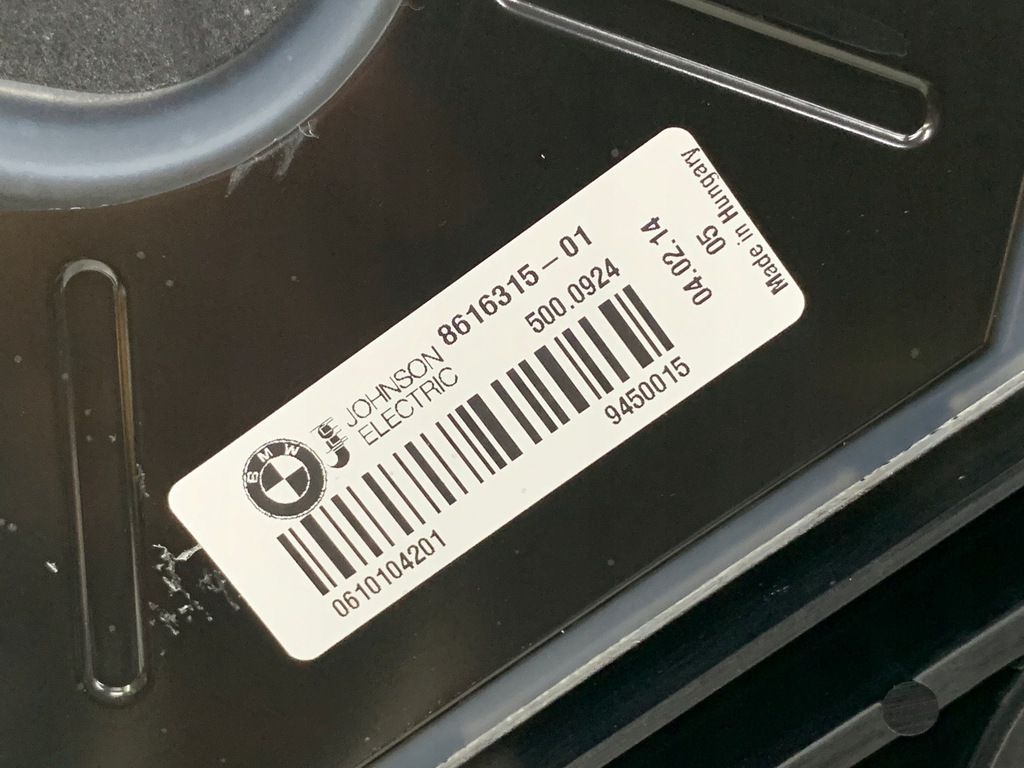 BMW
JOHNSON
ELECTRIC
8616315-01
500.0924
04.02.14
05
Made in Hungary
0610104201
9450015